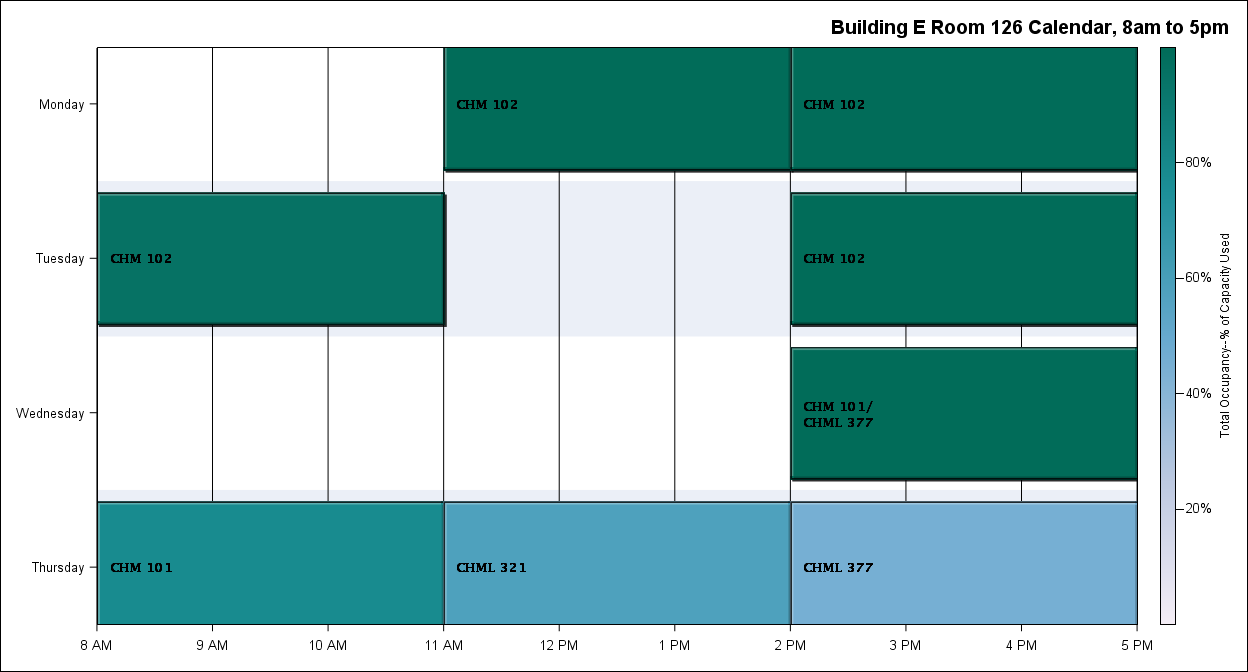 Building E Room 126 Calendar, 8am to 5pm
Monday
CHM 102
CHM 102
80%
Tuesday
CHM 102
CHM 102
60%
Total Occupancy--% of Capacity Used
40%
Wednesday
CHM 101/
CHML 377
20%
Thursday
CHM 101
CHML 321
CHML 377
8 AM
9 AM
10 AM
11 AM
12 PM
1 PM
2 PM
3 PM
4 PM
5 PM